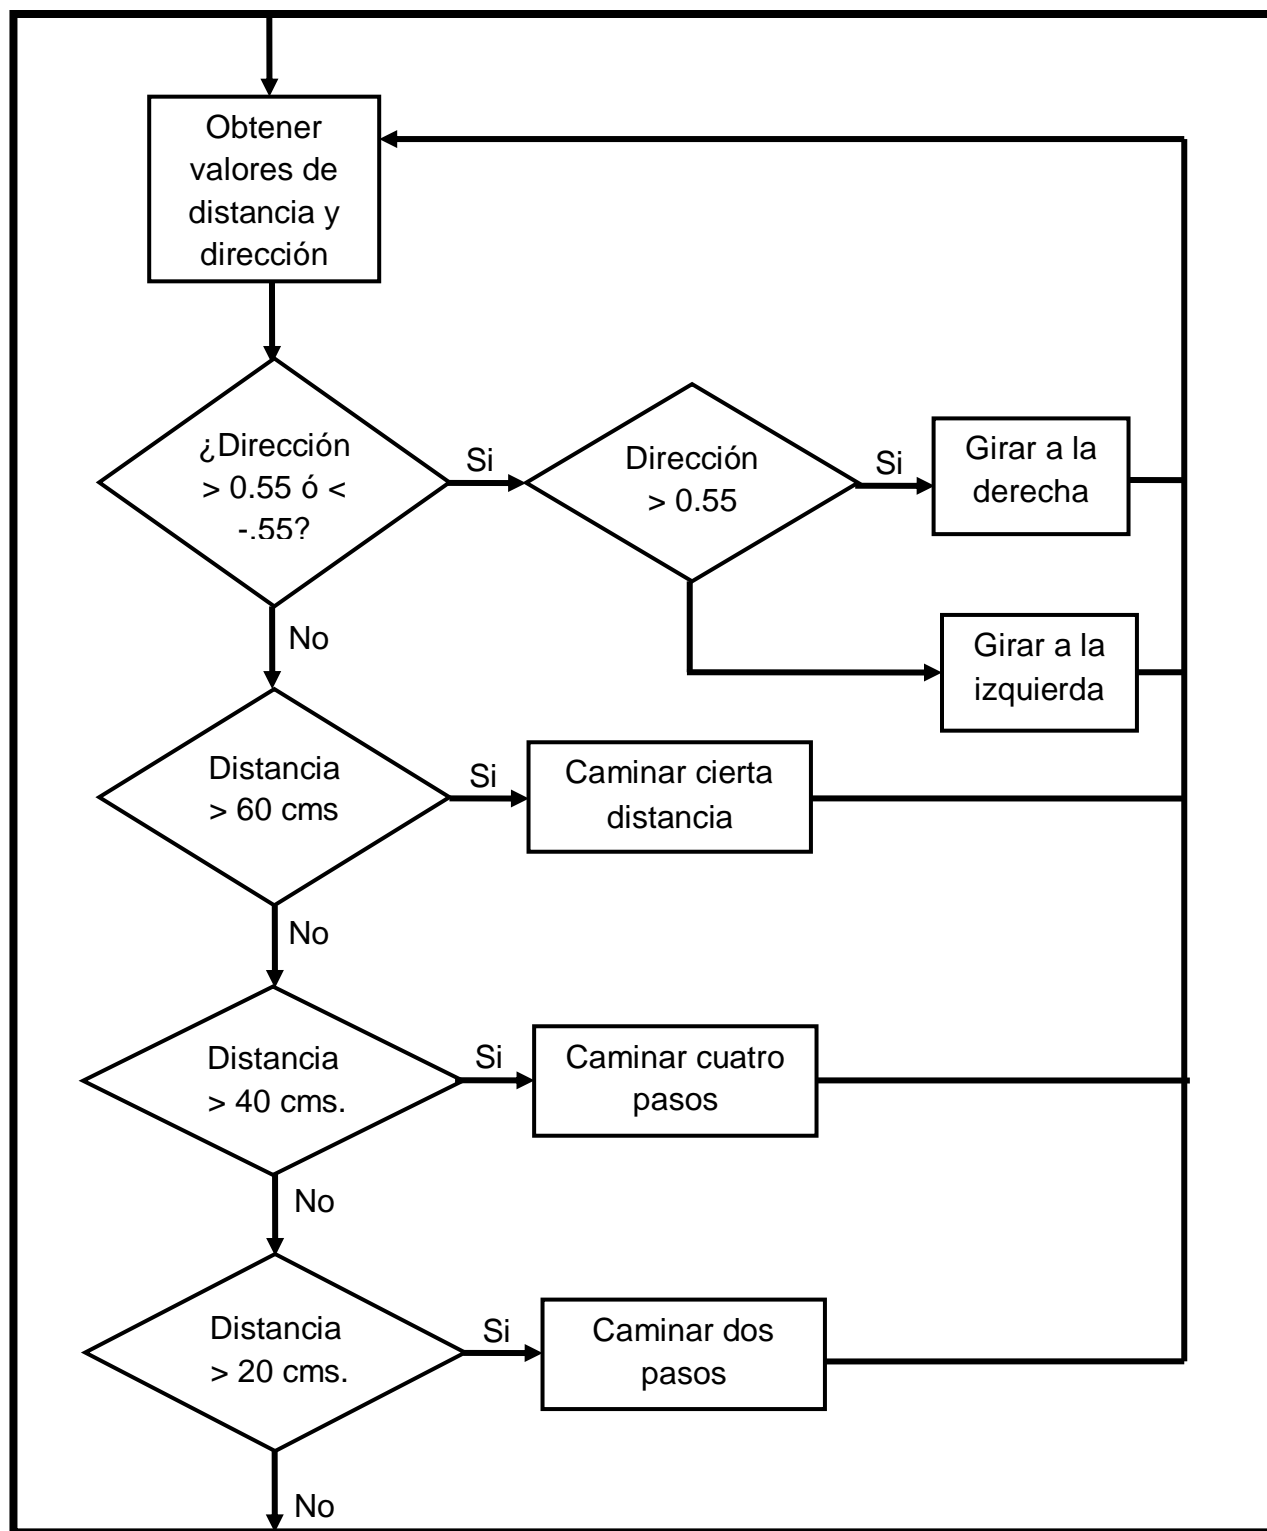 Obtener
valores de
distancia y
dirección
¿Dirección
> 0.55 ó <
-.55?
Si
Dirección
> 0.55
Si
Girar a la
derecha
No
Girar a la
izquierda
Distancia
> 60 cms
Si
Caminar cierta
distancia
No
Distancia
> 40 cms.
Si
Caminar cuatro
pasos
No
Distancia
> 20 cms.
Si
Caminar dos
pasos
No